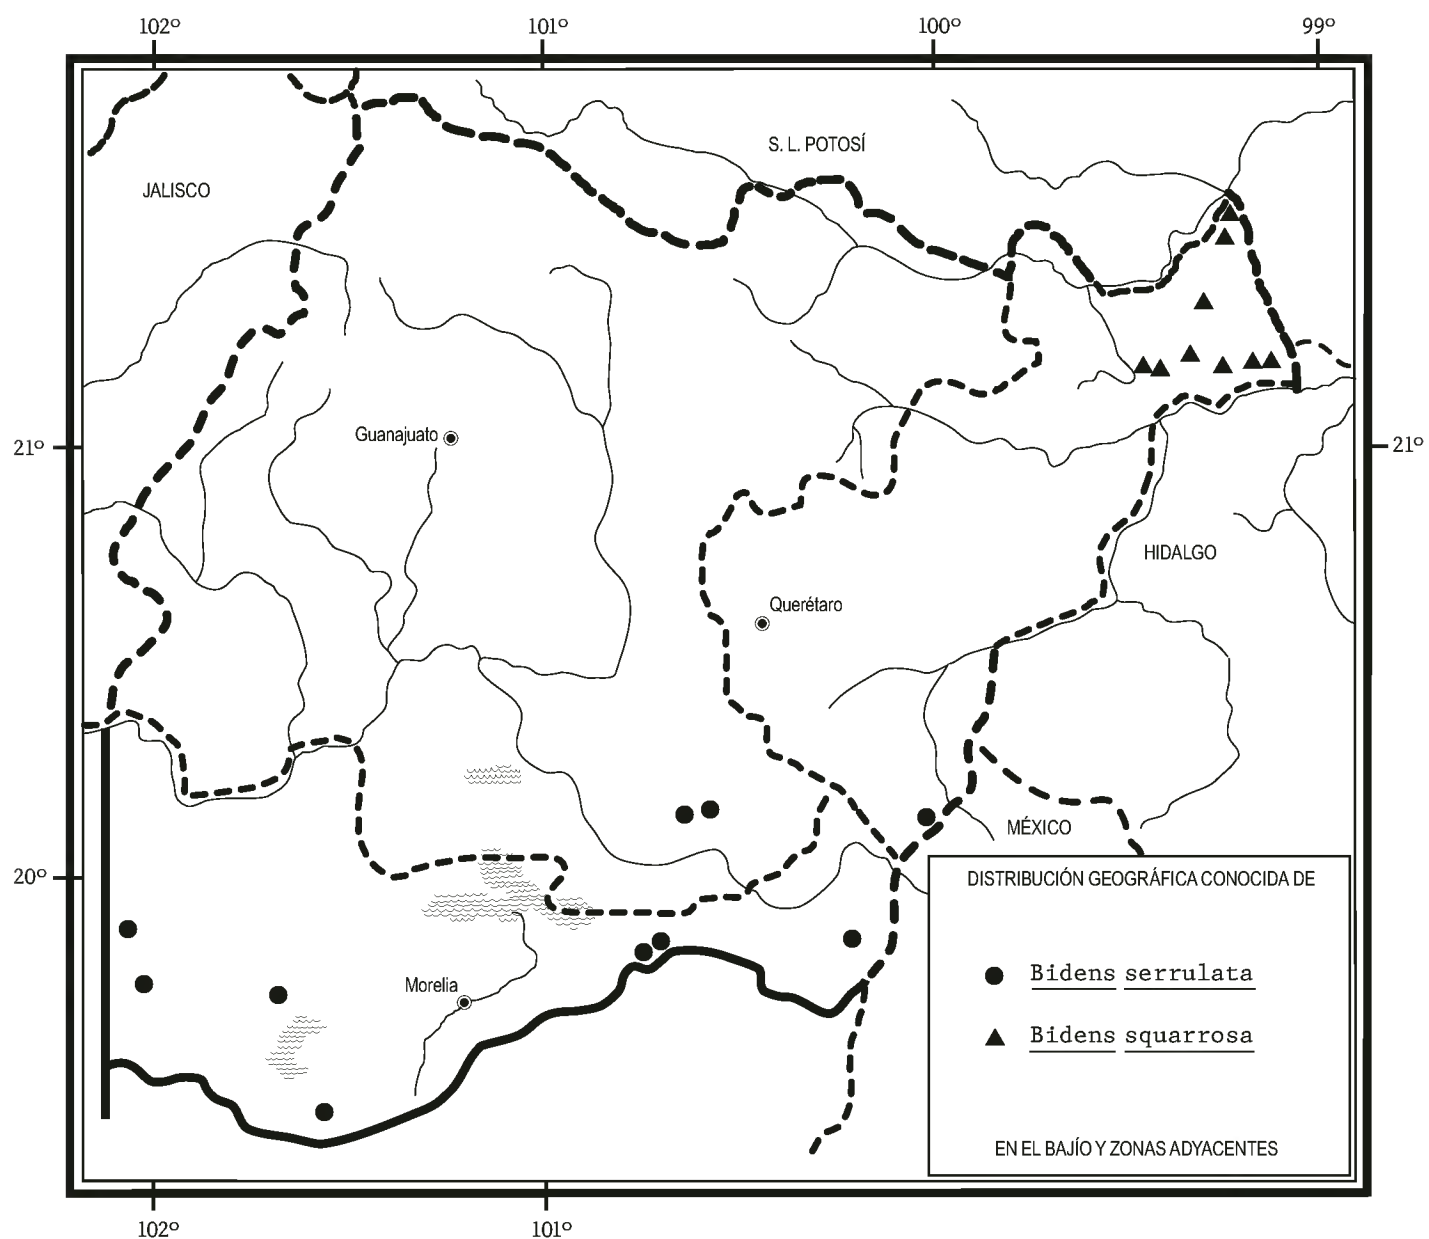 102º 101º 100º 99º
S. L. POTOSÍ
JALISCO
Guanajuato
21º 21º
HIDALGO
Querétaro
MÉXICO
20º
DISTRIBUCIÓN GEOGRÁFICA CONOCIDA DE
Bidens serrulata
Morelia
Bidens squarrosa
EN EL BAJÍO Y ZONAS ADYACENTES
102º 101º